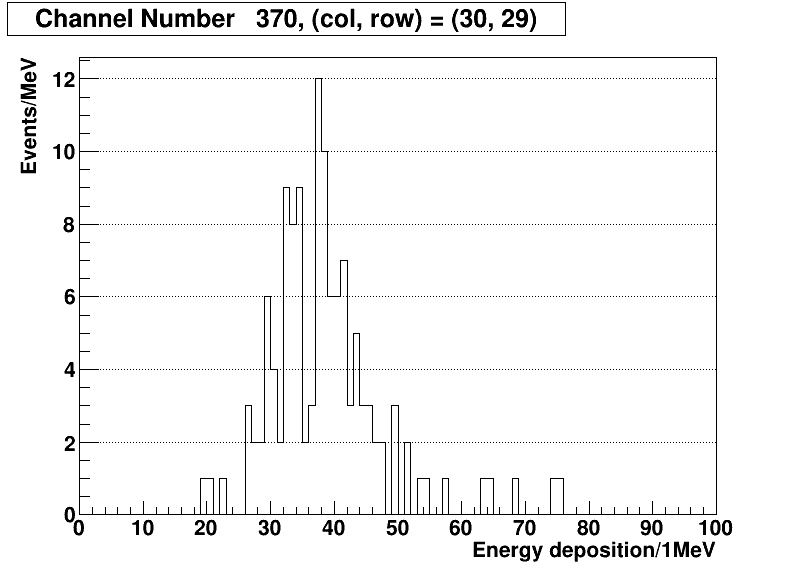 Channel Number 370, (col, row) = (30, 29)
Events/MeV
12
10
8
6
4
2
0
0 10 20 30 40 50 60 70 80 90 100
Energy deposition/1MeV